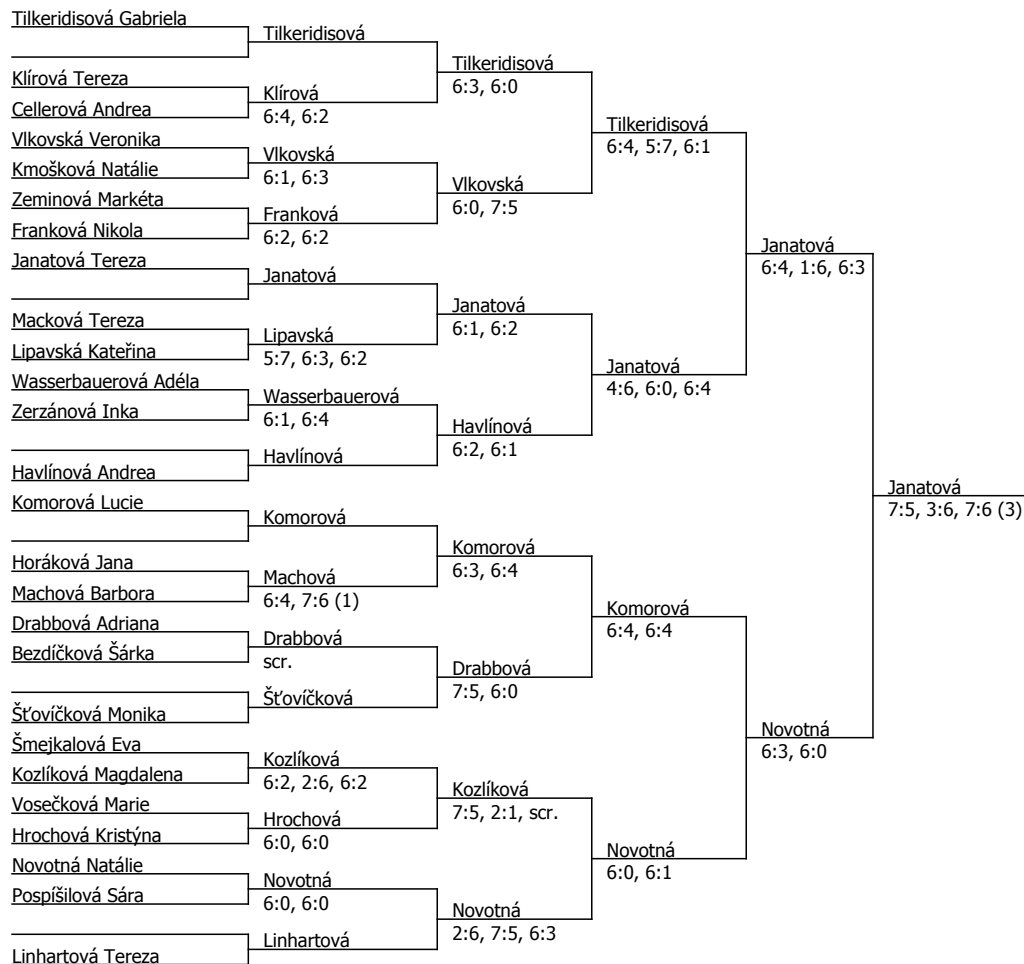 Tilkeridisová Gabriela
Klírová Tereza
Cellerová Andrea
Vlkovská Veronika
Kmošková Natálie
Zeminová Markéta
Franková Nikola
Janatová Tereza
Macková Tereza
Lipavská Kateřina
Wasserbauerová Adéla
Zerzánová Inka
Havlínová Andrea
Komorová Lucie
Horáková Jana
Machová Barbora
Drabbová Adriana
Bezdíčková Šárka
Šťovíčková Monika
Šmejkalová Eva
Kozlíková Magdalena
Vosečková Marie
Hrochová Kristýna
Novotná Natálie
Pospíšilová Sára
Linhartová Tereza
Tilkeridisová
Klírová
6:4, 6:2
Vlkovská
6:1, 6:3
Franková
6:2, 6:2
Janatová
Lipavská
5:7, 6:3, 6:2
Wasserbauerová
6:1, 6:4
Havlínová
Komorová
Machová
6:4, 7:6 (1)
Drabbová
scr.
Šťovíčková
Kozlíková
6:2, 2:6, 6:2
Hrochová
6:0, 6:0
Novotná
6:0, 6:0
Linhartová
Tilkeridisová
6:3, 6:0
Vlkovská
6:0, 7:5
Janatová
6:1, 6:2
Havlínová
6:2, 6:1
Komorová
6:3, 6:4
Drabbová
7:5, 6:0
Kozlíková
7:5, 2:1, scr.
Novotná
2:6, 7:5, 6:3
Tilkeridisová
6:4, 5:7, 6:1
Janatová
4:6, 6:0, 6:4
Komorová
6:4, 6:4
Novotná
6:0, 6:1
Janatová
6:4, 1:6, 6:3
Novotná
6:3, 6:0
Janatová
7:5, 3:6, 7:6 (3)